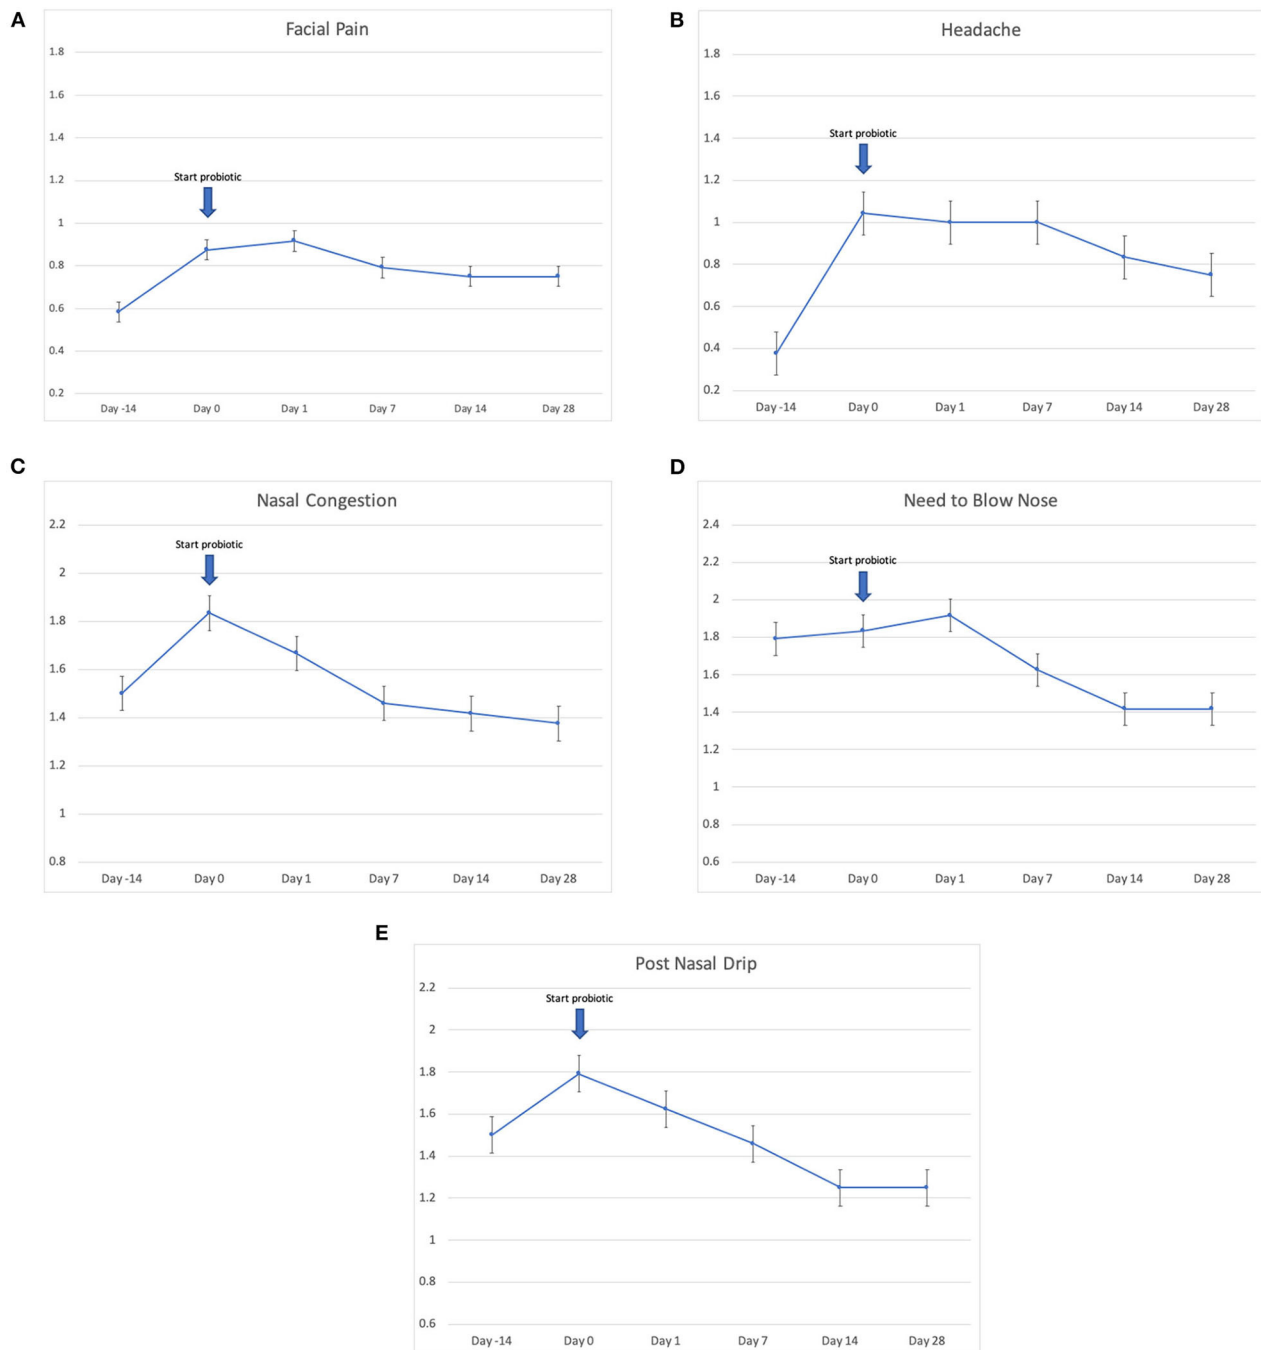 A
Facial Pain
1.8
1.6
1.4
1.2
Start probiotic
1
0.8
0.6
0.4
0.2
Day -14 Day 0 Day 1 Day 7 Day 14 Day 28
B
Headache
1.8
1.6
1.4
Start probiotic
1.2
1
0.8
0.6
0.4
0.2
Day -14 Day 0 Day 1 Day 7 Day 14 Day 28
C
Nasal Congestion
2.2
Start probiotic
2
1.8
1.6
1.4
1.2
1
0.8
Day -14 Day 0 Day 1 Day 7 Day 14 Day 28
D
Need to Blow Nose
2.4
2.2
Start probiotic
2
1.8
1.6
1.4
1.2
1
0.8
0.6
Day -14 Day 0 Day 1 Day 7 Day 14 Day 28
E
Post Nasal Drip
2.2
Start probiotic
2
1.8
1.6
1.4
1.2
1
0.8
0.6
Day -14 Day 0 Day 1 Day 7 Day 14 Day 28